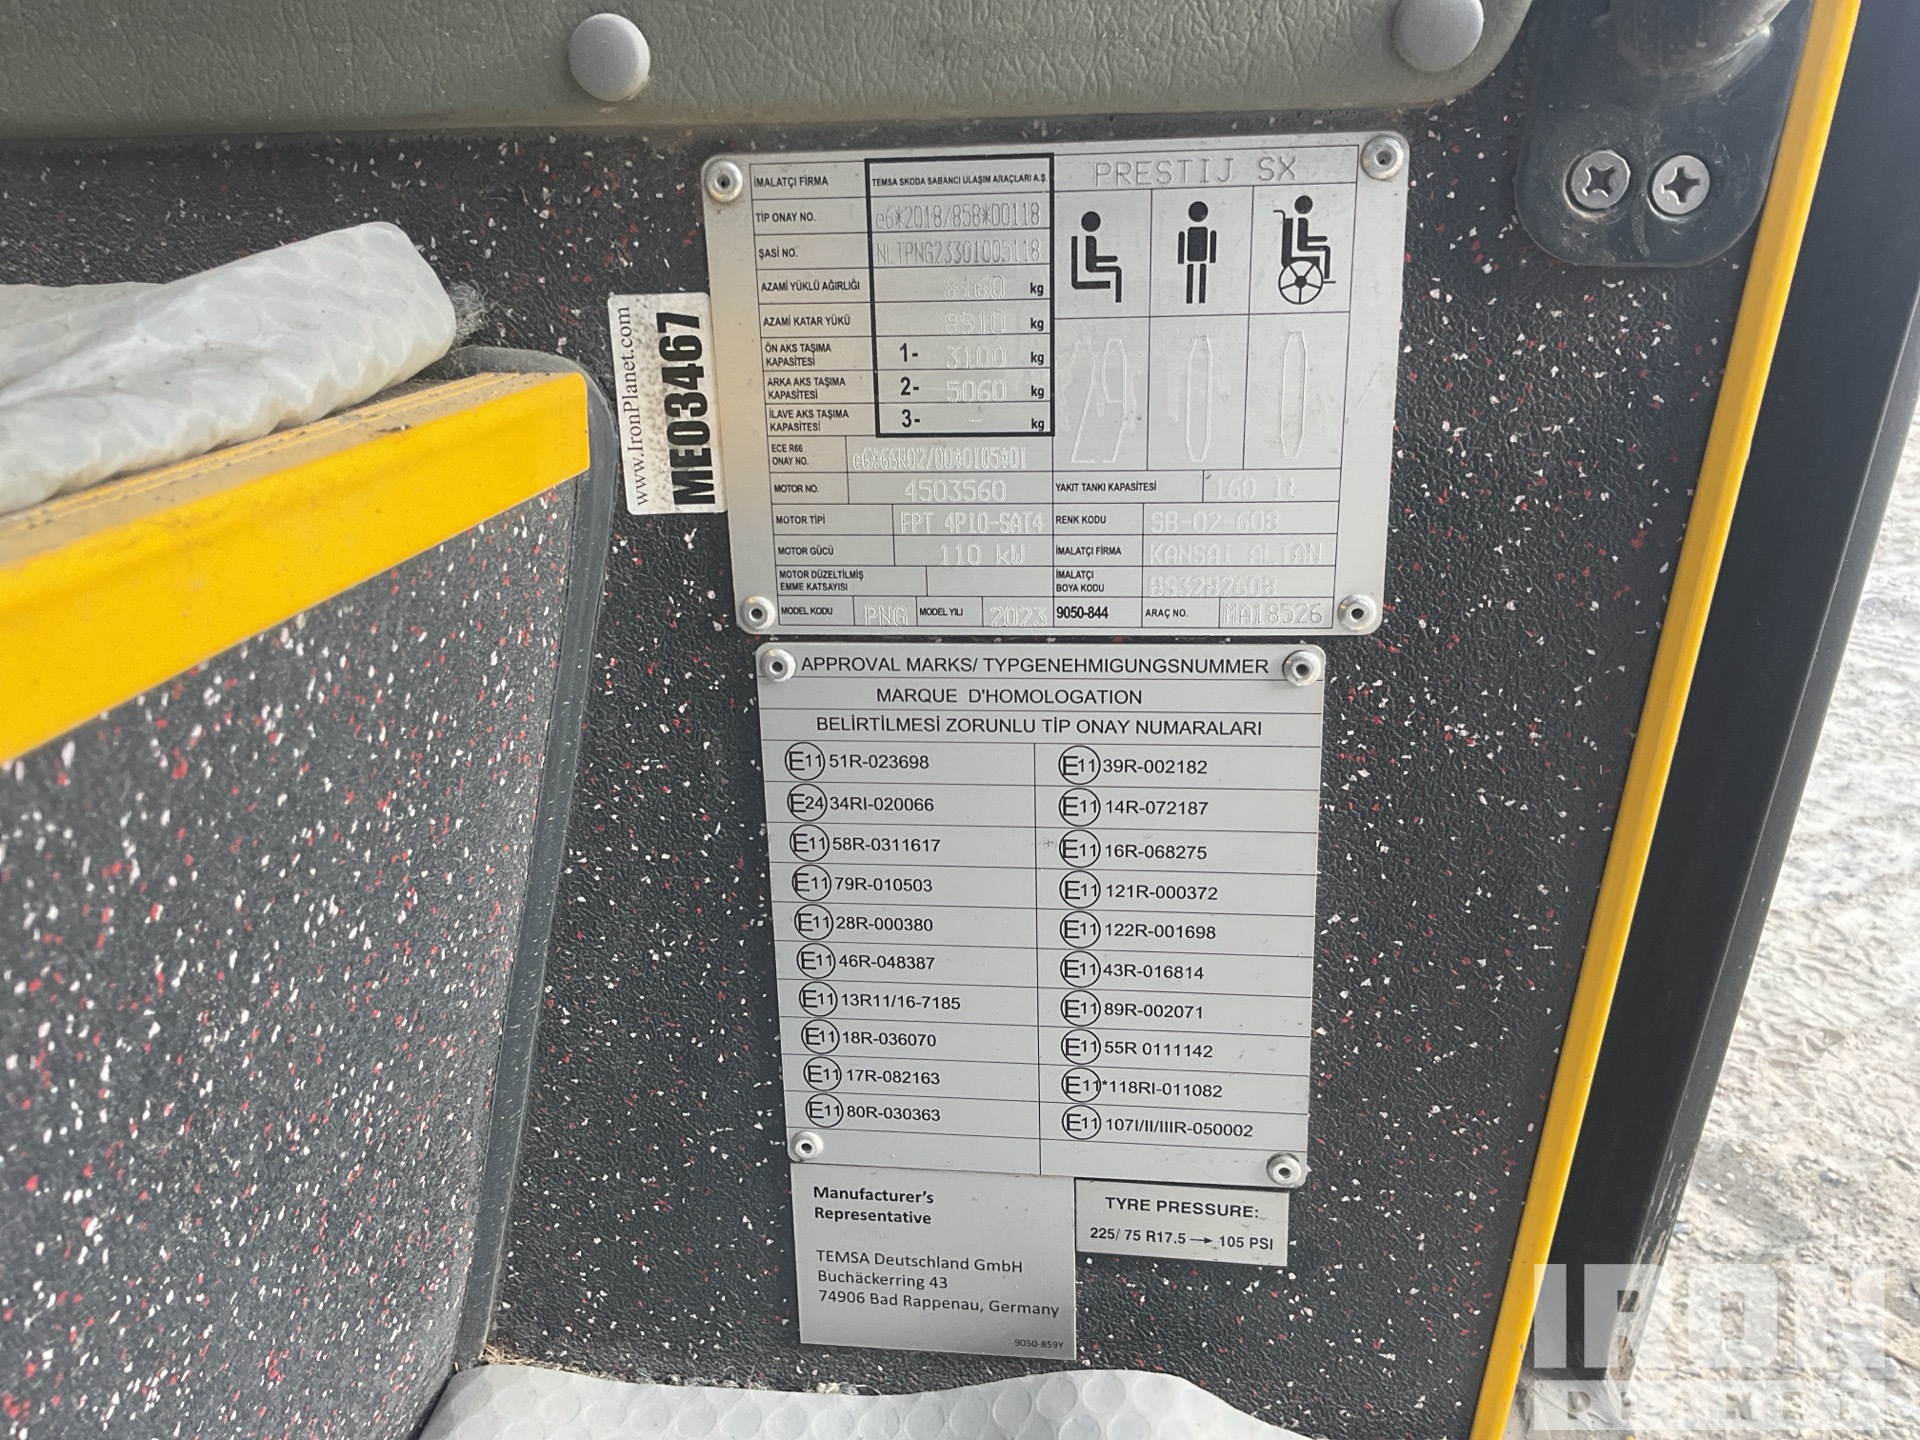 İMALATÇI FİRMA TEMSA SKODA SABANCI ULAŞIM ARAÇLARI A.Ş. PRESTIJ SX
TİP ONAY NO. e6*2018/858*00118
ŞASİ NO. NLTPNG23301005118
AZAMİ YÜKLÜ AĞIRLIĞI 8160 kg
AZAMİ KATAR YÜKÜ 8910 kg
ÖN AKS TAŞIMA KAPASİTESİ 1- 3100 kg
ARKA AKS TAŞIMA KAPASİTESİ 2- 5060 kg
İLAVE AKS TAŞIMA KAPASİTESİ 3- - kg
ECE R66 ONAY NO. e6*66R02/00*0105*01
MOTOR NO. 4503560 YAKIT TANKI KAPASİTESİ 160 lt
MOTOR TİPİ FPT 4P10-SAT4 RENK KODU SB-02-608
MOTOR GÜCÜ 110 kW İMALATÇI FİRMA KANSAI ALTAN
MOTOR DÜZELTİLMİŞ EMME KATSAYISI İMALATÇI BOYA KODU BS32B2608
MODEL KODU PNG MODEL YILI 2023 9050-844 ARAÇ NO. MA18526
www.IronPlanet.com
ME03467
APPROVAL MARKS/ TYPGENEHMIGUNGSNUMMER
MARQUE D'HOMOLOGATION
BELİRTİLMESİ ZORUNLU TİP ONAY NUMARALARI
E11 51R-023698 E11 39R-002182
E24 34RI-020066 E11 14R-072187
E11 58R-0311617 E11 16R-068275
E11 79R-010503 E11 121R-000372
E11 28R-000380 E11 122R-001698
E11 46R-048387 E11 43R-016814
E11 13R11/16-7185 E11 89R-002071
E11 18R-036070 E11 55R 0111142
E11 17R-082163 E11 *118RI-011082
E11 80R-030363 E11 107I/II/IIIR-050002
Manufacturer's
Representative
TEMSA Deutschland GmbH
Buchäckerring 43
74906 Bad Rappenau, Germany
9050-859Y
TYRE PRESSURE:
225/ 75 R17.5 → 105 PSI
IRON
PLANET